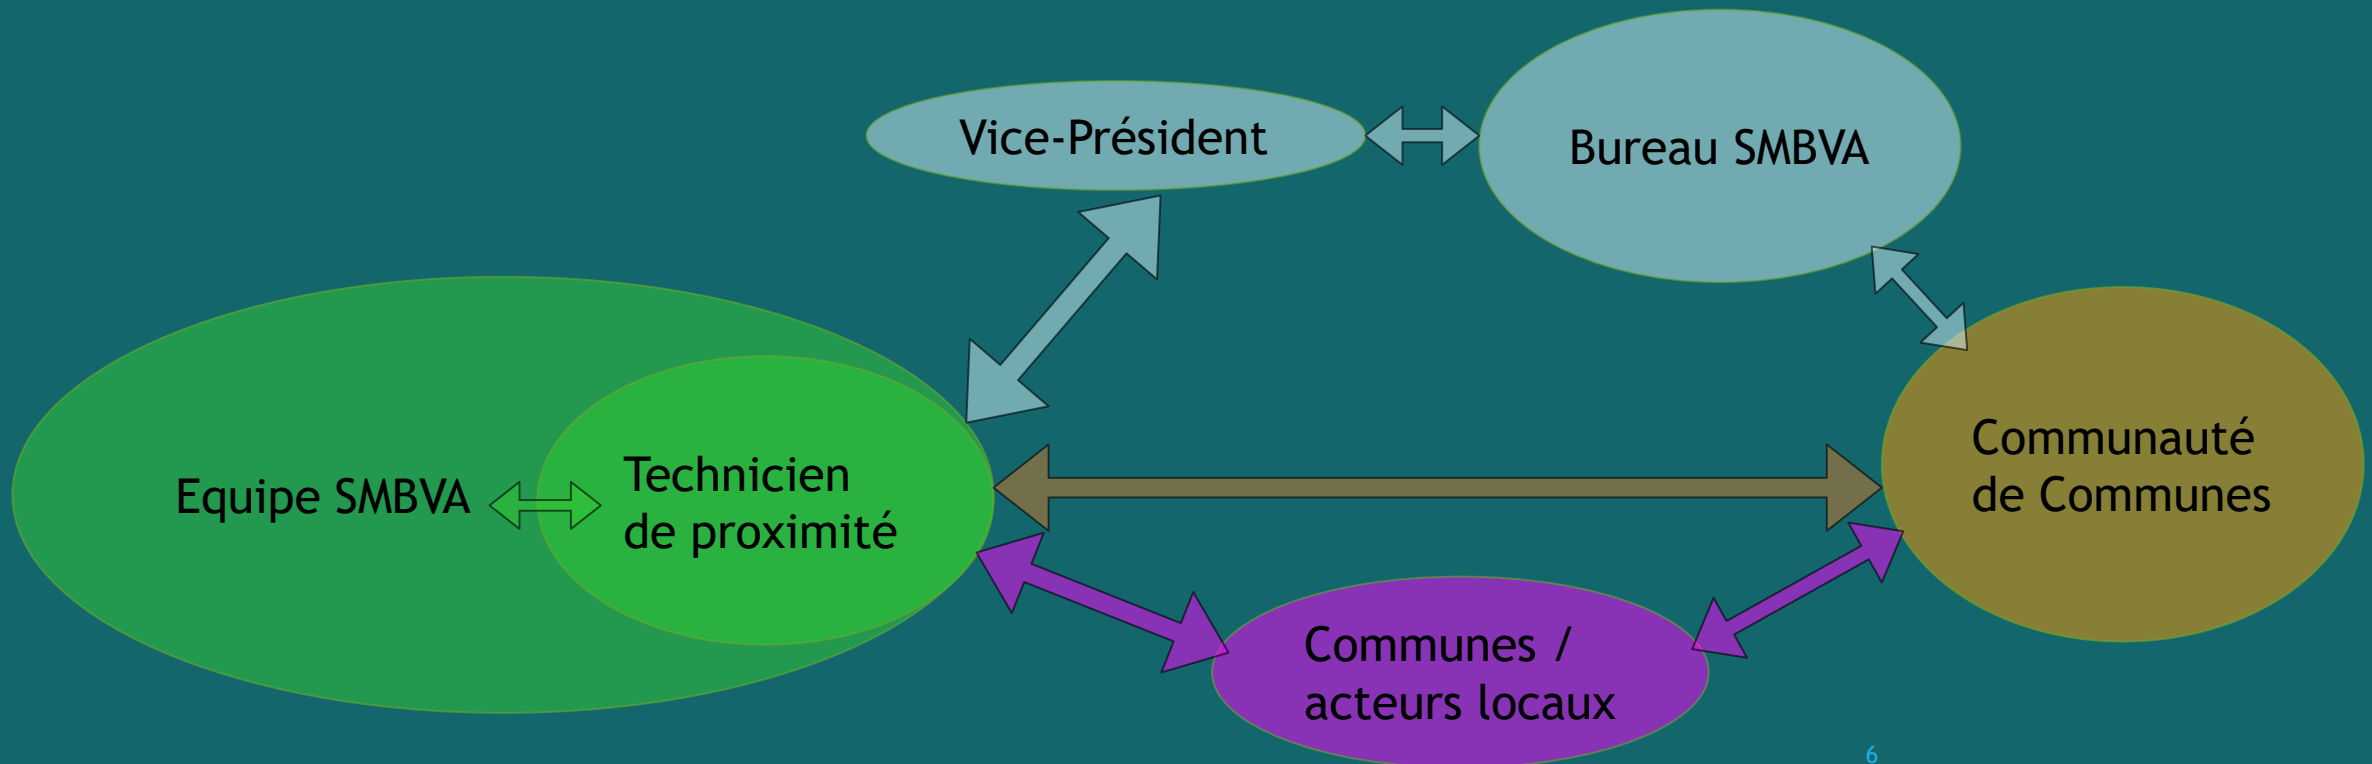 Vice-Président
Bureau SMBVA
Equipe SMBVA
Technicien
de proximité
Communauté
de Communes
Communes /
acteurs locaux
6